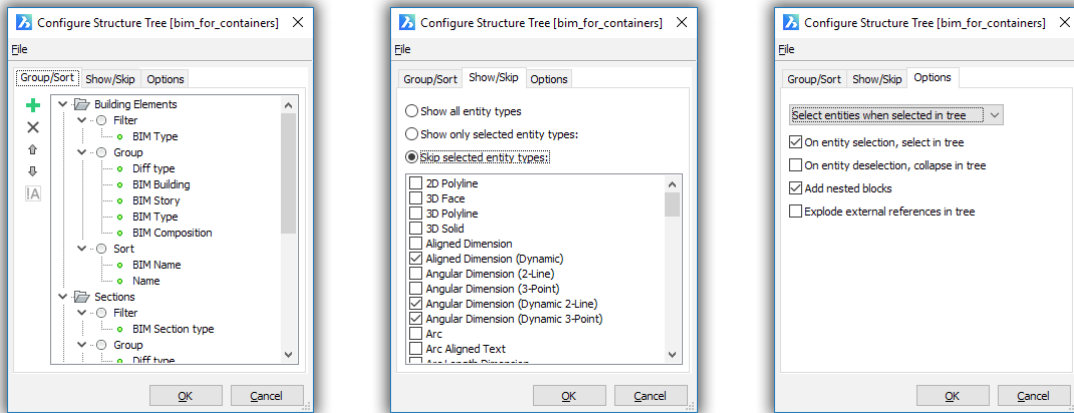 Configure Structure Tree [bim_for_containers]
File
Group/Sort Show/Skip Options
Building Elements
Filter
BIM Type
Group
Diff type
BIM Building
BIM Story
BIM Type
BIM Composition
Sort
BIM Name
Name
Sections
Filter
BIM Section type
Group
Diff type
OK Cancel
Configure Structure Tree [bim_for_containers]
File
Group/Sort Show/Skip Options
Show all entity types
Show only selected entity types:
Skip selected entity types:
2D Polyline
3D Face
3D Polyline
3D Solid
Aligned Dimension
Aligned Dimension (Dynamic)
Angular Dimension (2-Line)
Angular Dimension (3-Point)
Angular Dimension (Dynamic 2-Line)
Angular Dimension (Dynamic 3-Point)
Arc
Arc Aligned Text
Arc Length Dimension
OK Cancel
Configure Structure Tree [bim_for_containers]
File
Group/Sort Show/Skip Options
Select entities when selected in tree
On entity selection, select in tree
On entity deselection, collapse in tree
Add nested blocks
Explode external references in tree
OK Cancel